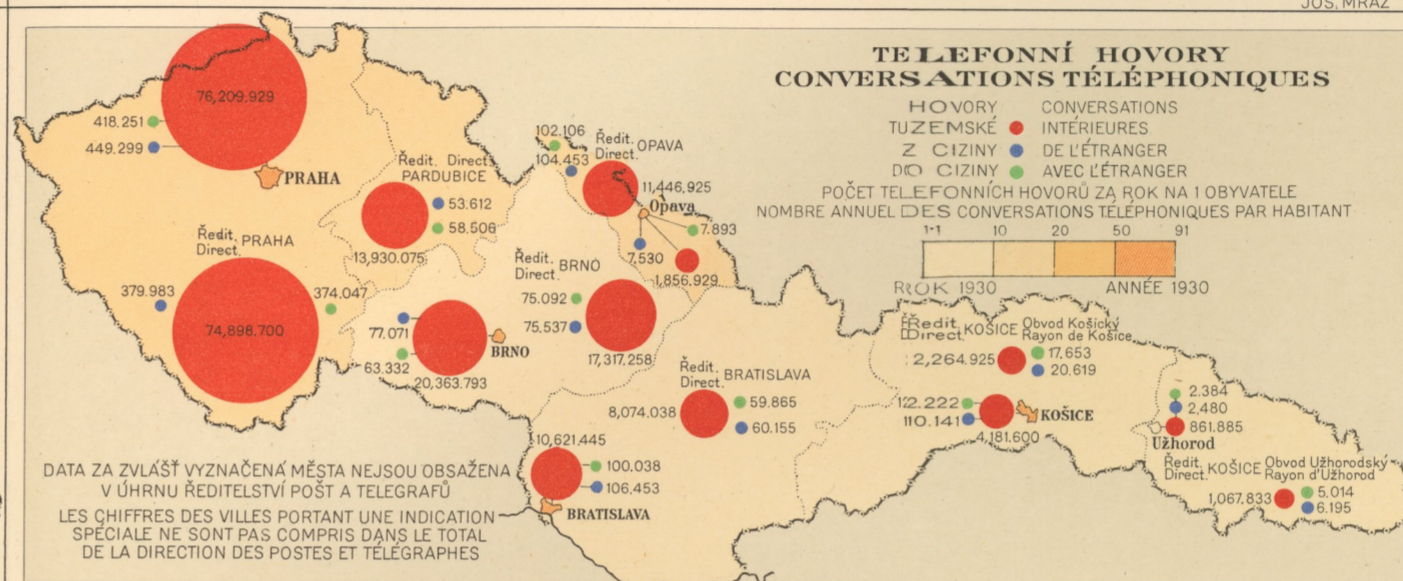 JOS. MRÁZ
TELEFONNÍ HOVORY
CONVERSATIONS TÉLÉPHONIQUES
HOVORY CONVERSATIONS
TUZEMSKÉ INTÉRIEURES
Z CIZINY DE L'ÉTRANGER
DO CIZINY AVEC L'ÉTRANGER
POČET TELEFONNÍCH HOVORŮ ZA ROK NA 1 OBYVATELE
NOMBRE ANNUEL DES CONVERSATIONS TÉLÉPHONIQUES PAR HABITANT
1·1 10 20 50 91
ROK 1930 ANNÉE 1930
76,209.929
418.251
449.299
PRAHA
Ředit. Direct.
PARDUBICE
53.612
58.506
13,930.075
Ředit.
Direct. PRAHA
379.983
374.047
74,898.700
102.106
104.453
Ředit.
Direct. OPAVA
11,446.925
Opava
7.893
7,530
1,856.929
Ředit.
Direct. BRNO
75.092
75,537
17,317.258
77.071
63.332
BRNO
20,363.793
Ředit.
Direct. BRATISLAVA
8,074.038
59.865
60.155
10,621.445
100.038
106,453
BRATISLAVA
Ředit. KOŠICE Obvod Košický
Direct. Rayon de Košice
2,264.925
17,653
20.619
12.222
10.141
KOŠICE
4,181.600
2.384
2,480
861.885
Užhorod
Ředit. KOŠICE Obvod Užhorodský
Direct. Rayon d'Užhorod
1,067.833
5.014
6.195
DATA ZA ZVLÁŠŤ VYZNAČENÁ MĚSTA NEJSOU OBSAŽENA
V ÚHRNU ŘEDITELSTVÍ POŠT A TELEGRAFŮ
LES CHIFFRES DES VILLES PORTANT UNE INDICATION
SPÉCIALE NE SONT PAS COMPRIS DANS LE TOTAL
DE LA DIRECTION DES POSTES ET TÉLÉGRAPHES